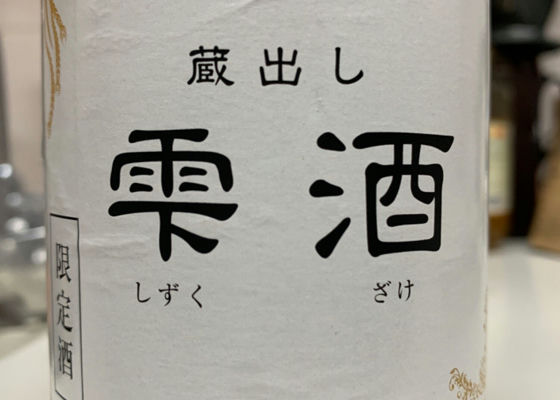 蔵出し
雫酒
しずく ざけ
限定酒